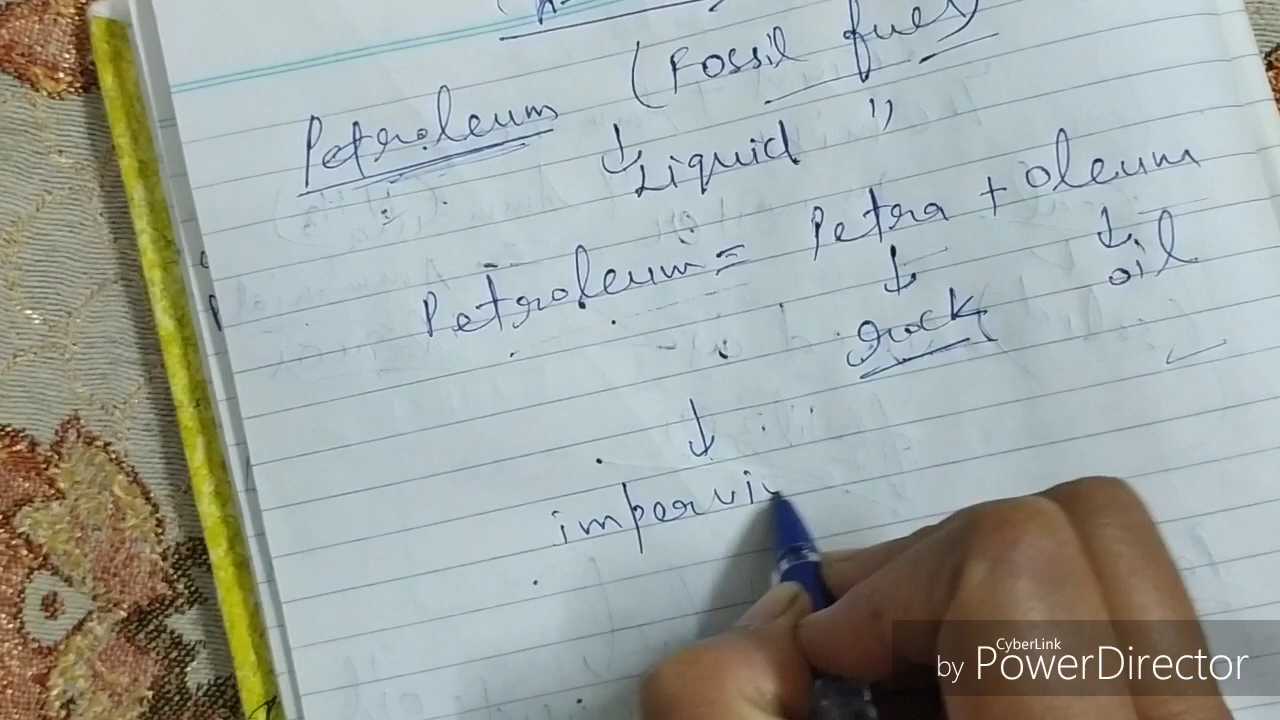 (Fossil fuel)
Petroleum
↓
Liquid "
Petroleum = Petra + oleum
↓ ↓
rock oil
↓
impervi
by CyberLink PowerDirector